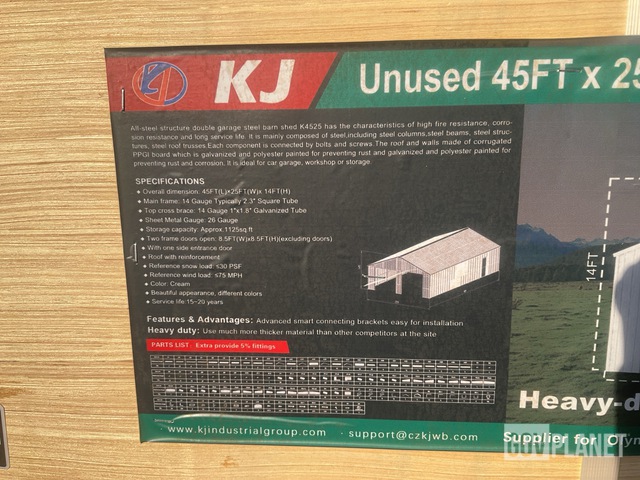 KJ
Unused 45FT x 25
All-steel structure double garage steel barn shed K4525 has the characteristics of high fire resistance, corro-
sion resistance and long service life. It is mainly composed of steel,including steel columns,steel beams, steel struc-
tures, steel roof trusses.Each component is connected by bolts and screws.The roof and walls made of corrugated
PPGI board which is galvanized and polyester painted for preventing rust and galvanized and polyester painted for
preventing rust and corrosion. It is ideal for car garage, workshop or storage.
SPECIFICATIONS
◆ Overall dimension: 45FT(L)×25FT(W)x 14FT(H)
◆ Main frame: 14 Gauge Typically 2.3" Square Tube
◆ Top cross brace: 14 Gauge 1"x1.8" Galvanized Tube
◆ Sheet Metal Gauge: 26 Gauge
◆ Storage capacity: Approx.1125sq.ft
◆ Two frame doors open: 8.5FT(W)x8.5FT(H)(excluding doors)
◆ With one side entrance door
◆ Roof with reinforcement
◆ Reference snow load: ≤30 PSF
◆ Reference wind load: ≤75 MPH
◆ Color: Cream
◆ Beautiful appearance, different colors
◆ Service life:15~20 years
14FT
Features & Advantages: Advanced smart connecting brackets easy for installation
Heavy duty: Use much more thicker material than other competitors at the site
PARTS LIST: Extra provide 5% fittings
Heavy-d
· www.kjindustrialgroup.com · support@czkjwb.com
Supplier for Olyn
GOMPLANET